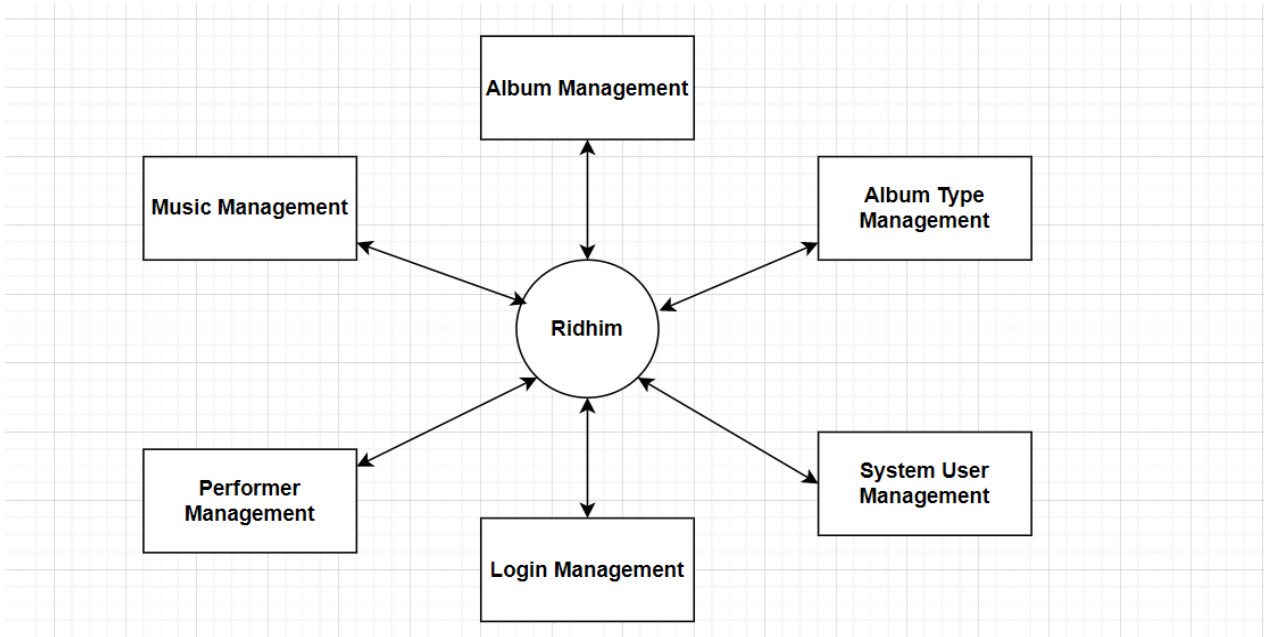 Album Management
Music Management
Album Type
Management
Ridhim
Performer
Management
System User
Management
Login Management